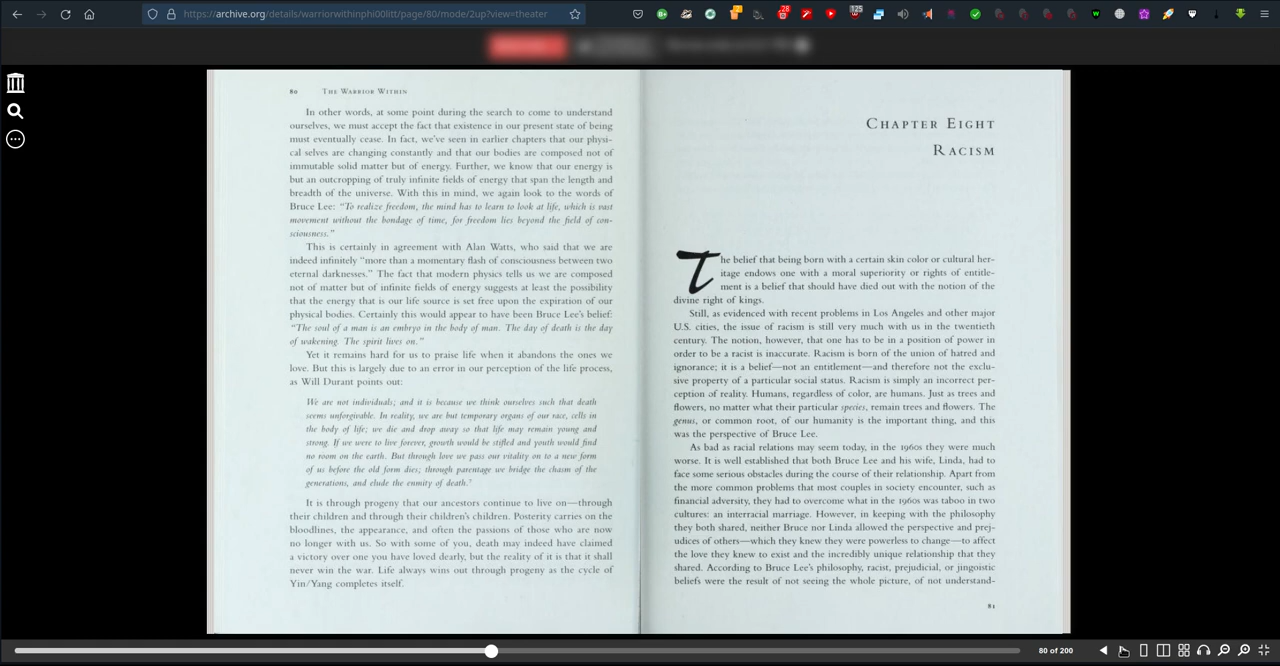 https://archive.org/details/warriorwithinphi00litt/page/80/mode/2up?view=theater
28
125
80 THE WARRIOR WITHIN
In other words, at some point during the search to come to understand
ourselves, we must accept the fact that existence in our present state of being
must eventually cease. In fact, we've seen in earlier chapters that our physi-
cal selves are changing constantly and that our bodies are composed not of
immutable solid matter but of energy. Further, we know that our energy is
but an outcropping of truly infinite fields of energy that span the length and
breadth of the universe. With this in mind, we again look to the words of
Bruce Lee: “To realize freedom, the mind has to learn to look at life, which is vast
movement without the bondage of time, for freedom lies beyond the field of con-
sciousness.”
This is certainly in agreement with Alan Watts, who said that we are
indeed infinitely “more than a momentary flash of consciousness between two
eternal darknesses.” The fact that modern physics tells us we are composed
not of matter but of infinite fields of energy suggests at least the possibility
that the energy that is our life source is set free upon the expiration of our
physical bodies. Certainly this would appear to have been Bruce Lee's belief:
“The soul of a man is an embryo in the body of man. The day of death is the day
of wakening. The spirit lives on.”
Yet it remains hard for us to praise life when it abandons the ones we
love. But this is largely due to an error in our perception of the life process,
as Will Durant points out:
We are not individuals; and it is because we think ourselves such that death
seems unforgivable. In reality, we are but temporary organs of our race, cells in
the body of life; we die and drop away so that life may remain young and
strong. If we were to live forever, growth would be stifled and youth would find
no room on the earth. But through love we pass our vitality on to a new form
of us before the old form dies; through parentage we bridge the chasm of the
generations, and elude the enmity of death.⁷
It is through progeny that our ancestors continue to live on—through
their children and through their children's children. Posterity carries on the
bloodlines, the appearance, and often the passions of those who are now
no longer with us. So with some of you, death may indeed have claimed
a victory over one you have loved dearly, but the reality of it is that it shall
never win the war. Life always wins out through progeny as the cycle of
Yin/Yang completes itself.
CHAPTER EIGHT
RACISM
The belief that being born with a certain skin color or cultural her-
itage endows one with a moral superiority or rights of entitle-
ment is a belief that should have died out with the notion of the
divine right of kings.
Still, as evidenced with recent problems in Los Angeles and other major
U.S. cities, the issue of racism is still very much with us in the twentieth
century. The notion, however, that one has to be in a position of power in
order to be a racist is inaccurate. Racism is born of the union of hatred and
ignorance; it is a belief—not an entitlement—and therefore not the exclu-
sive property of a particular social status. Racism is simply an incorrect per-
ception of reality. Humans, regardless of color, are humans. Just as trees and
flowers, no matter what their particular species, remain trees and flowers. The
genus, or common root, of our humanity is the important thing, and this
was the perspective of Bruce Lee.
As bad as racial relations may seem today, in the 1960s they were much
worse. It is well established that both Bruce Lee and his wife, Linda, had to
face some serious obstacles during the course of their relationship. Apart from
the more common problems that most couples in society encounter, such as
financial adversity, they had to overcome what in the 1960s was taboo in two
cultures: an interracial marriage. However, in keeping with the philosophy
they both shared, neither Bruce nor Linda allowed the perspective and prej-
udices of others—which they knew they were powerless to change—to affect
the love they knew to exist and the incredibly unique relationship that they
shared. According to Bruce Lee's philosophy, racist, prejudicial, or jingoistic
beliefs were the result of not seeing the whole picture, of not understand-
81
80 of 200